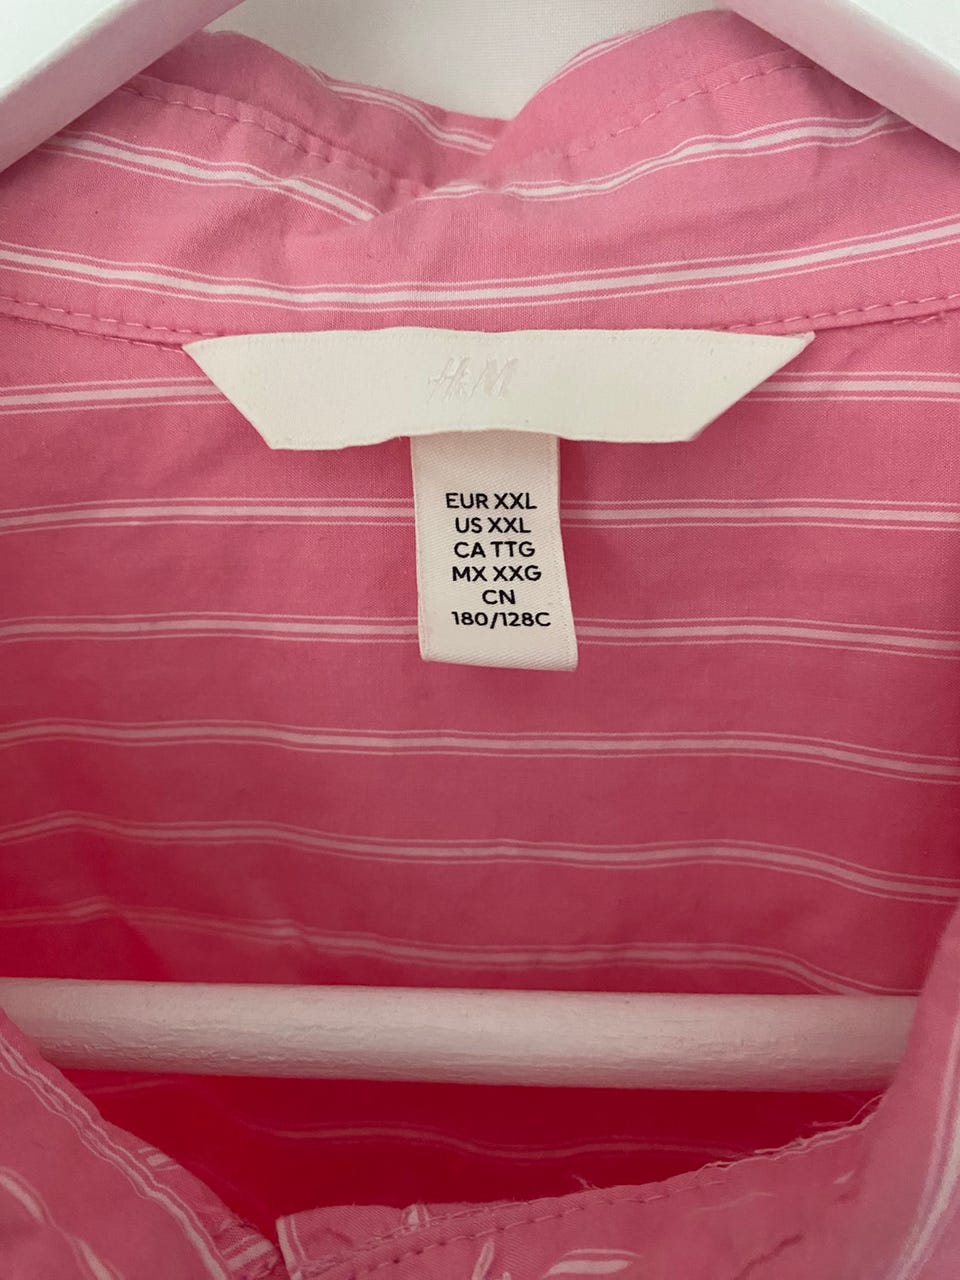 H&M
EUR XXL
US XXL
CA TTG
MX XXG
CN
180/128C